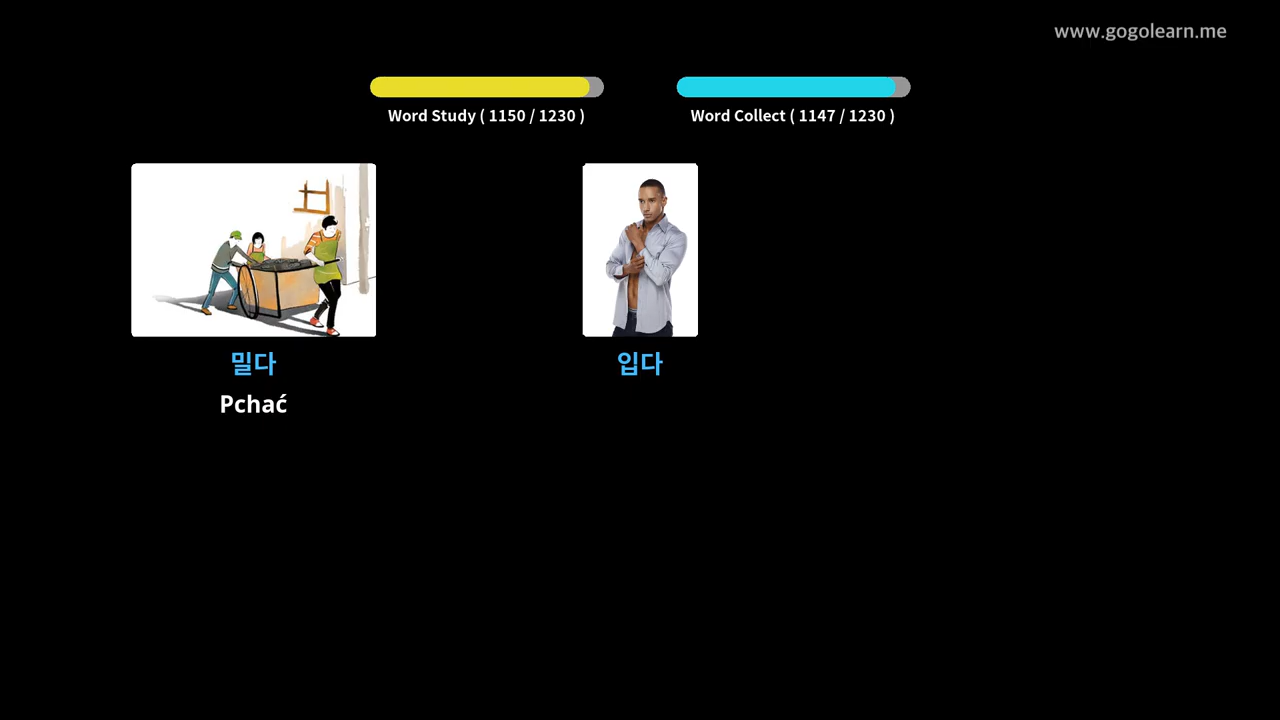 www.gogolearn.me
Word Study ( 1150 / 1230 )
Word Collect ( 1147 / 1230 )
밀다
입다
Pchać